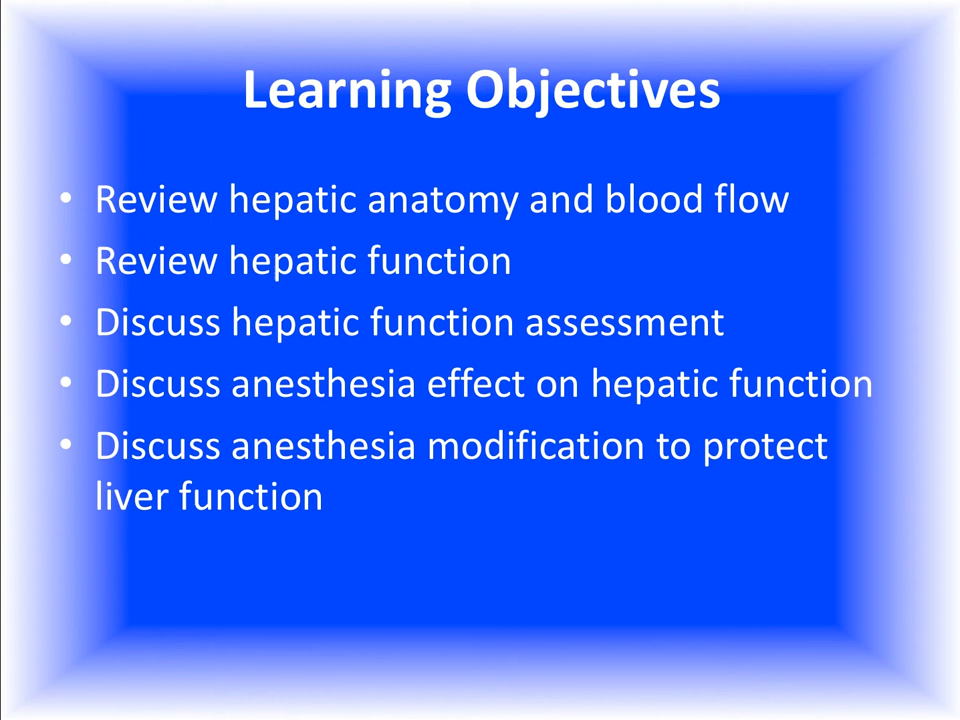 Learning Objectives
• Review hepatic anatomy and blood flow
• Review hepatic function
• Discuss hepatic function assessment
• Discuss anesthesia effect on hepatic function
• Discuss anesthesia modification to protect
liver function